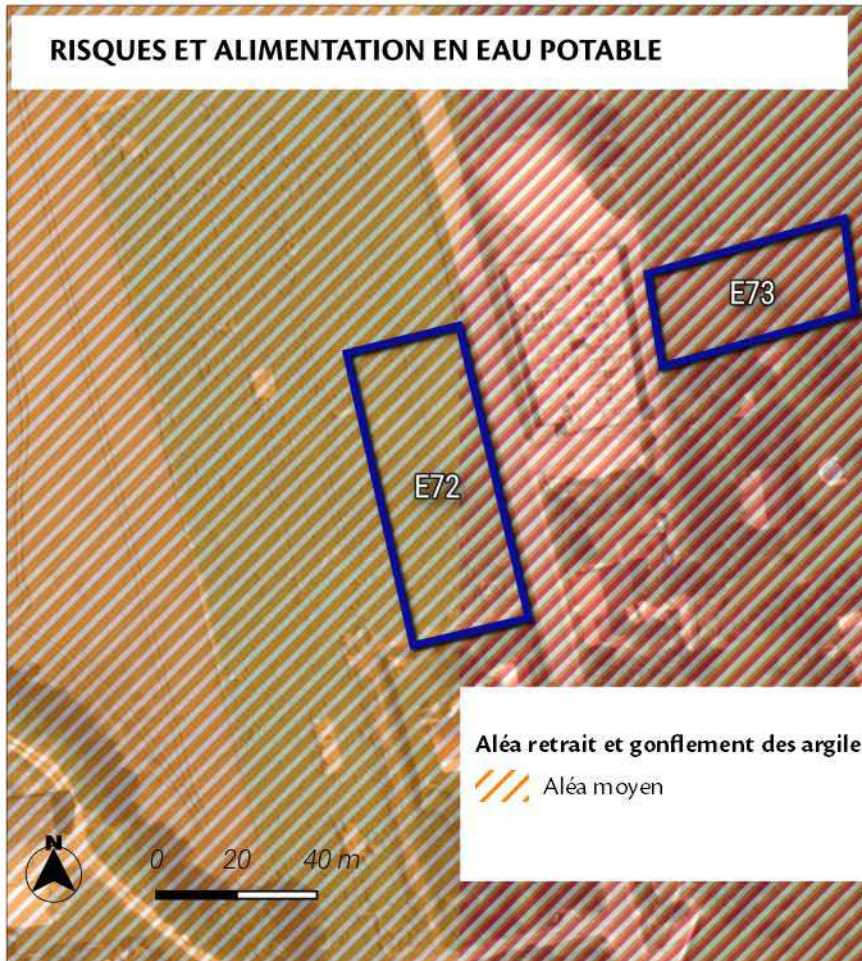 RISQUES ET ALIMENTATION EN EAU POTABLE
E73
E72
Aléa retrait et gonflement des argile
Aléa moyen
N
0 20 40 m